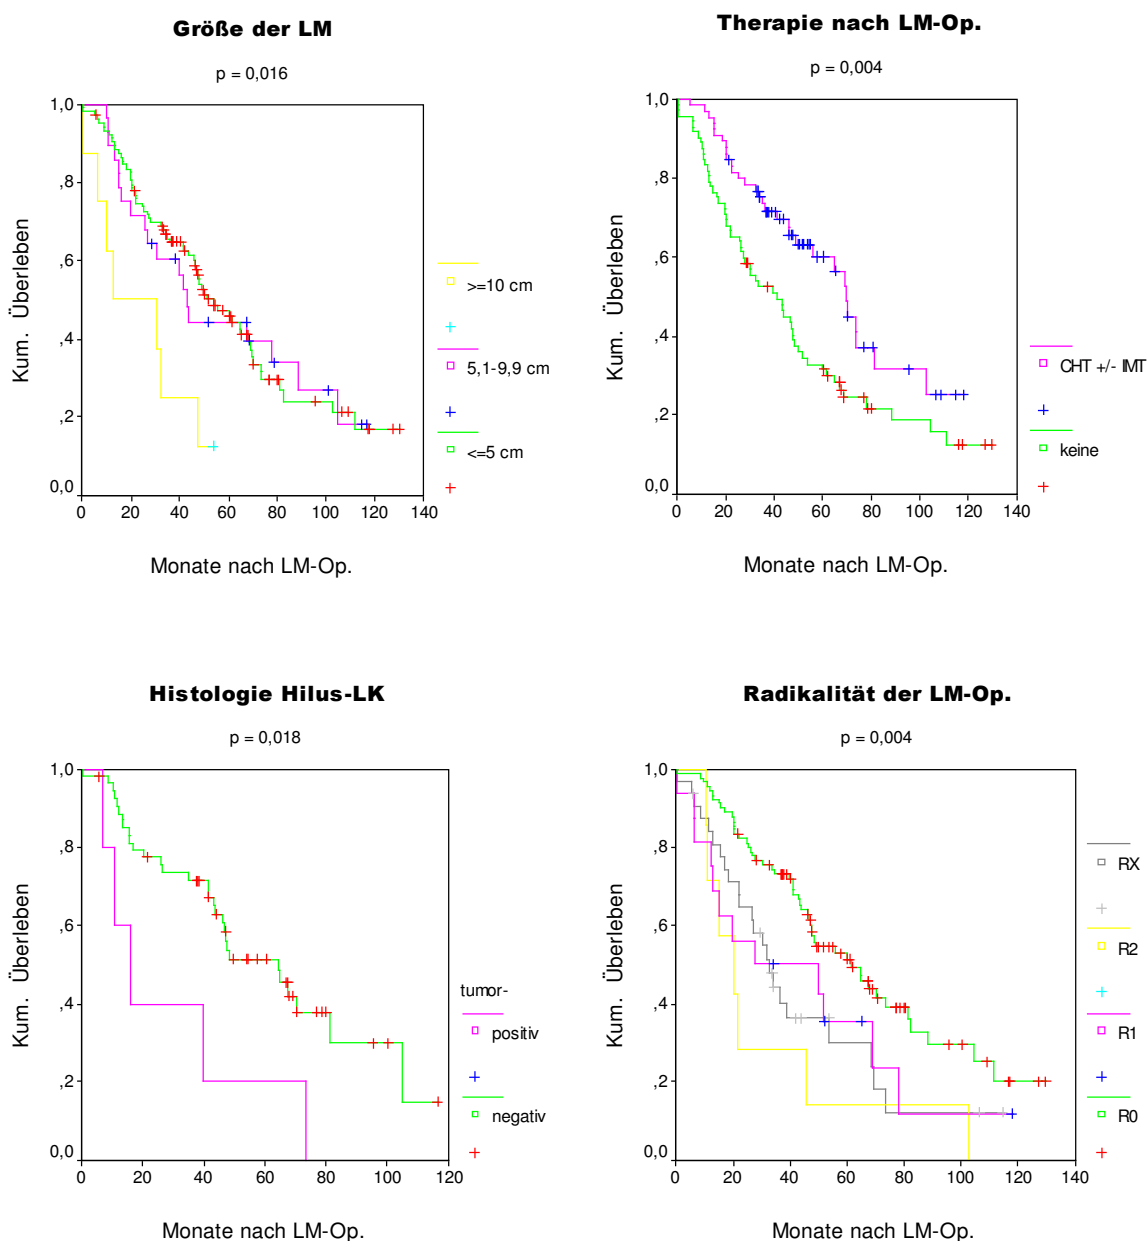 Größe der LM
p = 0,016
Kum. Überleben
1,0
,8
,6
,4
,2
0,0
0 20 40 60 80 100 120 140
Monate nach LM-Op.
>=10 cm
5,1-9,9 cm
<=5 cm
Therapie nach LM-Op.
p = 0,004
Kum. Überleben
1,0
,8
,6
,4
,2
0,0
0 20 40 60 80 100 120 140
Monate nach LM-Op.
CHT +/- IMT
keine
Histologie Hilus-LK
p = 0,018
Kum. Überleben
1,0
,8
,6
,4
,2
0,0
0 20 40 60 80 100 120
Monate nach LM-Op.
tumor-
positiv
negativ
Radikalität der LM-Op.
p = 0,004
Kum. Überleben
1,0
,8
,6
,4
,2
0,0
0 20 40 60 80 100 120 140
Monate nach LM-Op.
RX
R2
R1
R0